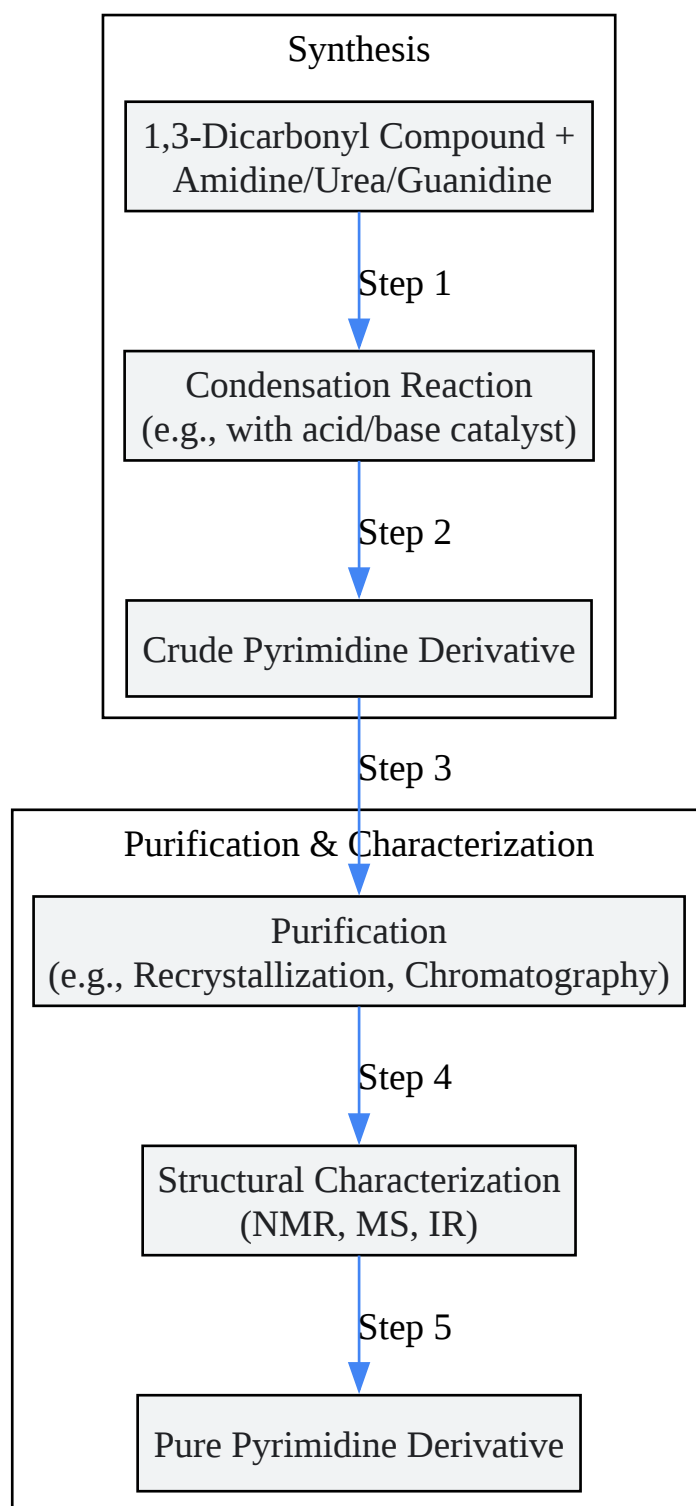 Synthesis
1,3-Dicarbonyl Compound +
Amidine/Urea/Guanidine
Step 1
Condensation Reaction
(e.g., with acid/base catalyst)
Step 2
Crude Pyrimidine Derivative
Step 3
Purification & Characterization
Purification
(e.g., Recrystallization, Chromatography)
Step 4
Structural Characterization
(NMR, MS, IR)
Step 5
Pure Pyrimidine Derivative